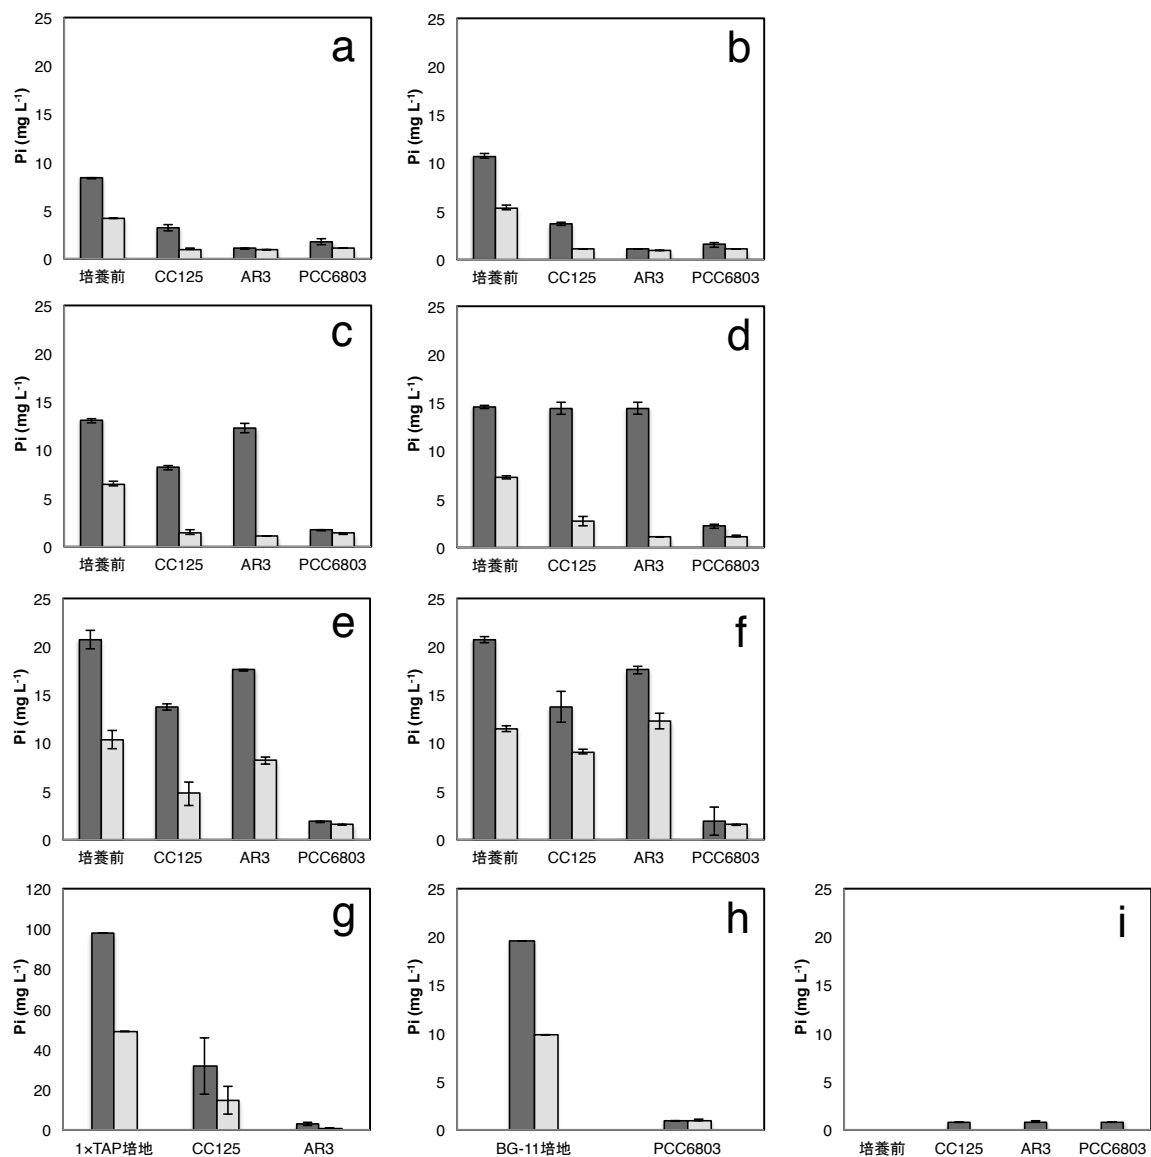 a
25
20
15
10
5
0
Pi (mg L-1)
培養前 CC125 AR3 PCC6803
b
25
20
15
10
5
0
Pi (mg L-1)
培養前 CC125 AR3 PCC6803
c
25
20
15
10
5
0
Pi (mg L-1)
培養前 CC125 AR3 PCC6803
d
25
20
15
10
5
0
Pi (mg L-1)
培養前 CC125 AR3 PCC6803
e
25
20
15
10
5
0
Pi (mg L-1)
培養前 CC125 AR3 PCC6803
f
25
20
15
10
5
0
Pi (mg L-1)
培養前 CC125 AR3 PCC6803
g
120
100
80
60
40
20
0
Pi (mg L-1)
1×TAP培地 CC125 AR3
h
25
20
15
10
5
0
Pi (mg L-1)
BG-11培地 PCC6803
i
25
20
15
10
5
0
Pi (mg L-1)
培養前 CC125 AR3 PCC6803